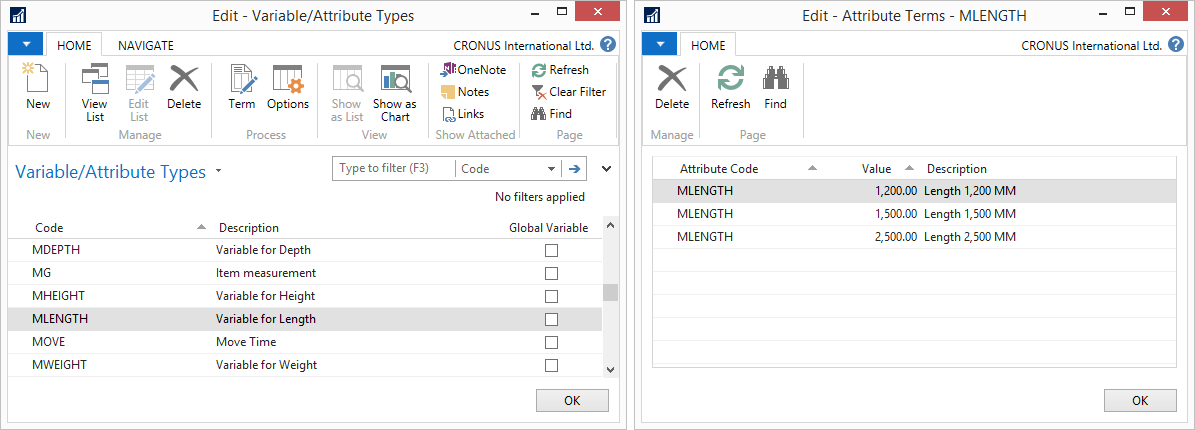 Edit - Variable/Attribute Types
HOME NAVIGATE CRONUS International Ltd. ?
New
View List
Edit List
Delete
Term
Options
Show as List
Show as Chart
OneNote
Notes
Links
Refresh
Clear Filter
Find
New Manage Process View Show Attached Page
Variable/Attribute Types
Type to filter (F3) Code
No filters applied
Code Description Global Variable
MDEPTH Variable for Depth
MG Item measurement
MHEIGHT Variable for Height
MLENGTH Variable for Length
MOVE Move Time
MWEIGHT Variable for Weight
OK
Edit - Attribute Terms - MLENGTH
HOME CRONUS International Ltd. ?
Delete Refresh Find
Manage Page
Attribute Code Value Description
MLENGTH 1,200.00 Length 1,200 MM
MLENGTH 1,500.00 Length 1,500 MM
MLENGTH 2,500.00 Length 2,500 MM
OK